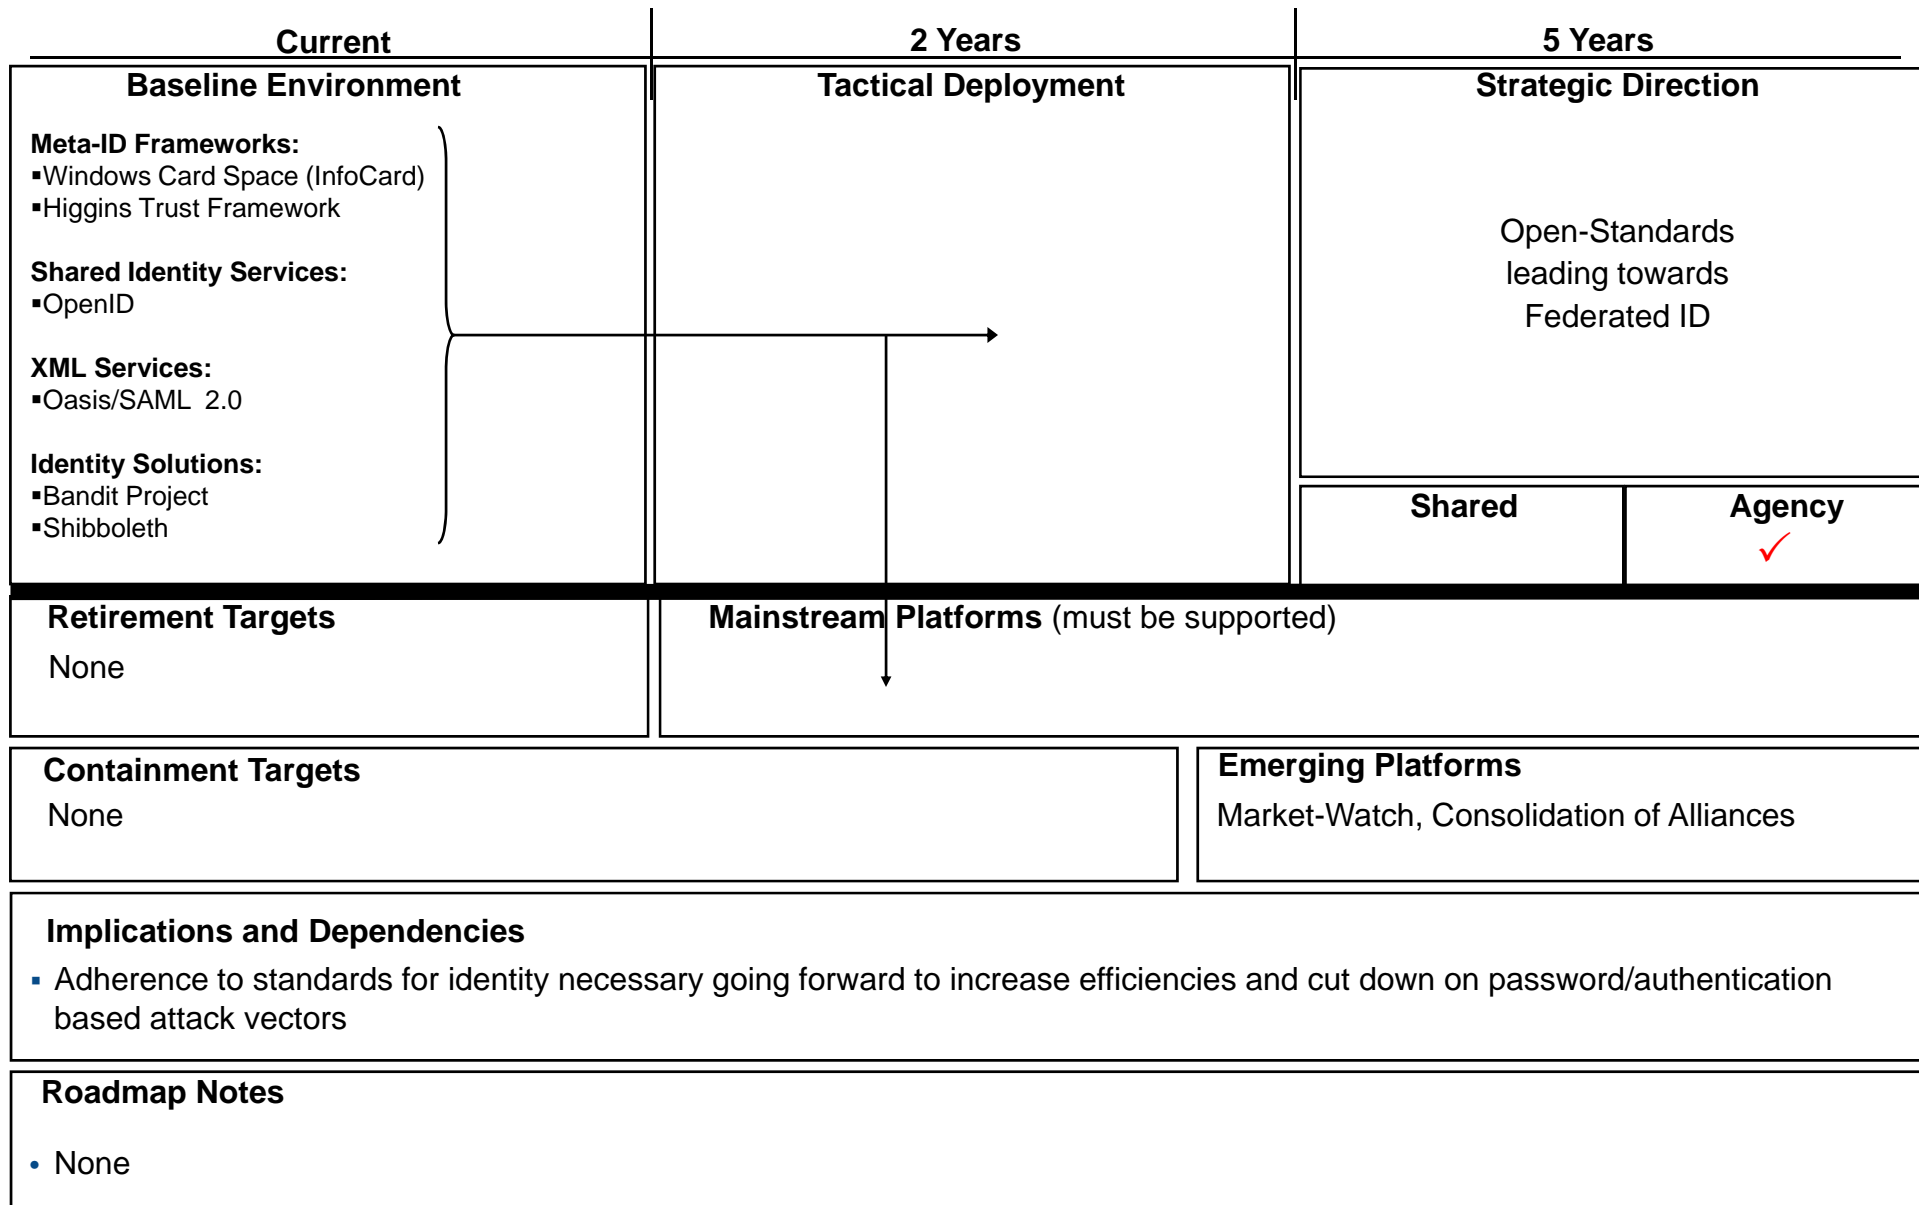 Current
2 Years
5 Years
Baseline Environment
Tactical Deployment
Strategic Direction
Meta-ID Frameworks:
▪Windows Card Space (InfoCard)
▪Higgins Trust Framework
Shared Identity Services:
▪OpenID
XML Services:
▪Oasis/SAML 2.0
Identity Solutions:
▪Bandit Project
▪Shibboleth
Open-Standards
leading towards
Federated ID
Shared
Agency
✓
Retirement Targets
None
Mainstream Platforms (must be supported)
Containment Targets
None
Emerging Platforms
Market-Watch, Consolidation of Alliances
Implications and Dependencies
▪ Adherence to standards for identity necessary going forward to increase efficiencies and cut down on password/authentication
based attack vectors
Roadmap Notes
• None